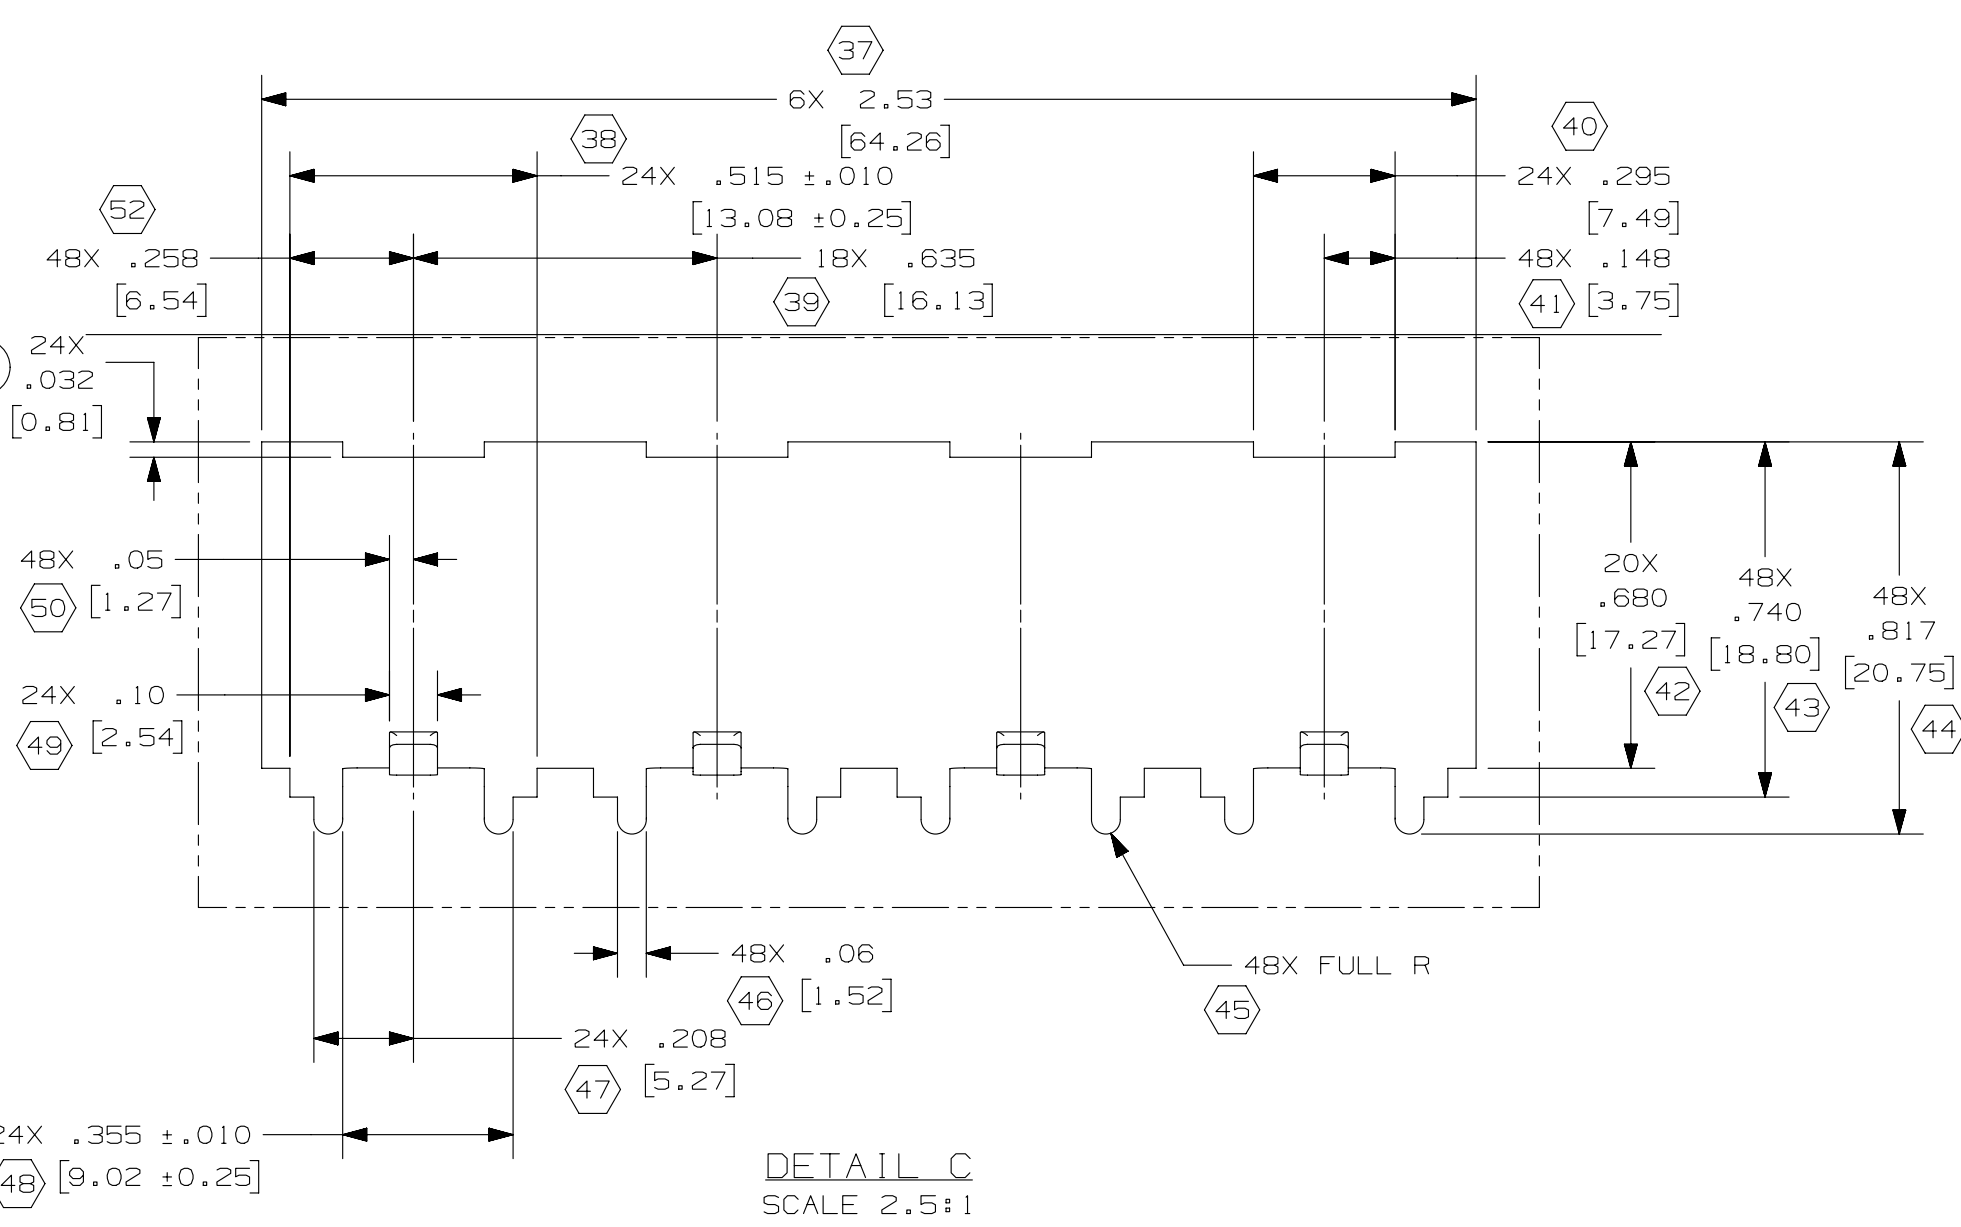 37
6X 2.53
[64.26]
38
24X .515 ±.010
[13.08 ±0.25]
40
24X .295
[7.49]
52
48X .258
[6.54]
18X .635
39 [16.13]
48X .148
41 [3.75]
24X
.032
[0.81]
48X .05
50 [1.27]
24X .10
49 [2.54]
20X
.680
[17.27]
42
48X
.740
[18.80]
43
48X
.817
[20.75]
44
48X .06
46 [1.52]
48X FULL R
45
24X .208
47 [5.27]
24X .355 ±.010
48 [9.02 ±0.25]
DETAIL C
SCALE 2.5:1